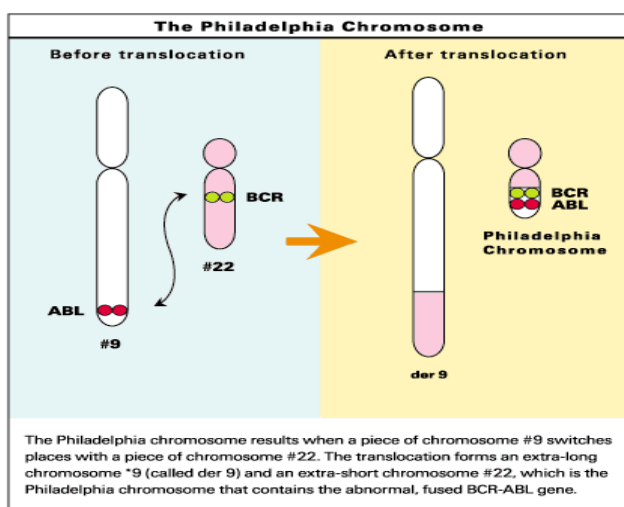 The Philadelphia Chromosome
Before translocation
After translocation
BCR
#22
ABL
#9
BCR
ABL
Philadelphia
Chromosome
der 9
The Philadelphia chromosome results when a piece of chromosome #9 switches
places with a piece of chromosome #22. The translocation forms an extra-long
chromosome *9 (called der 9) and an extra-short chromosome #22, which is the
Philadelphia chromosome that contains the abnormal, fused BCR-ABL gene.